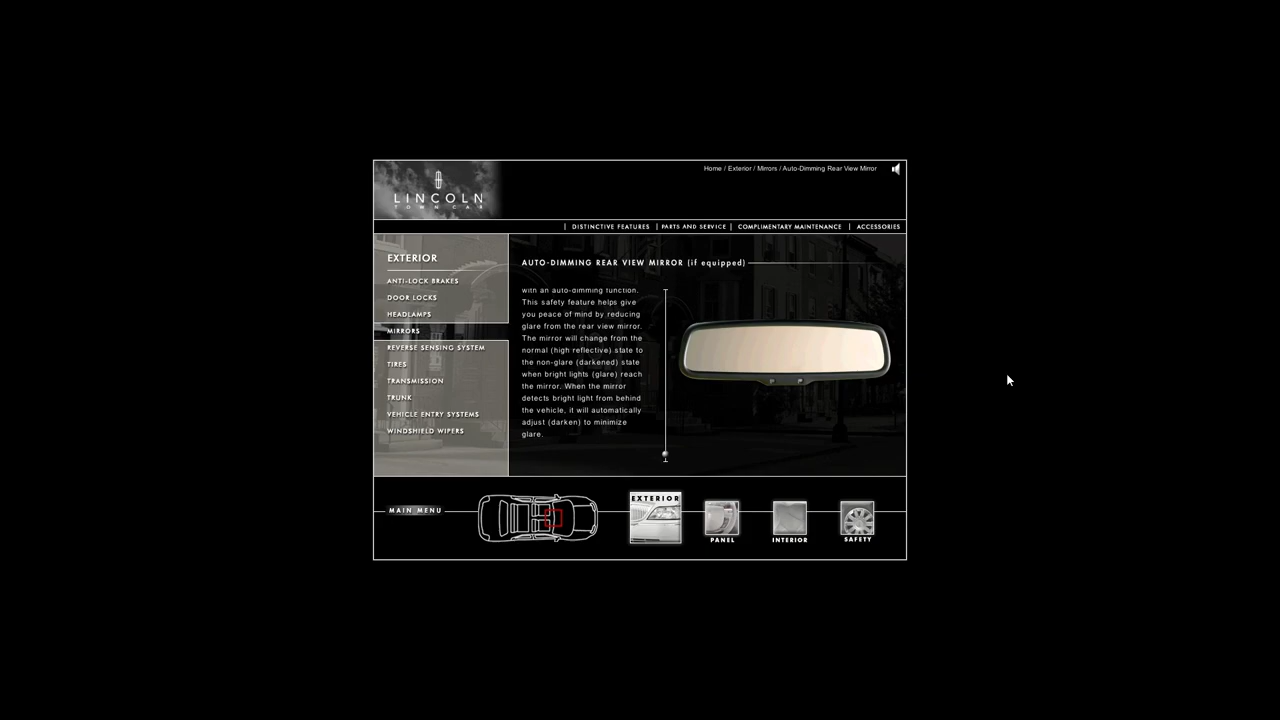 Home / Exterior / Mirrors / Auto-Dimming Rear View Mirror
LINCOLN
TOWN CAR
DISTINCTIVE FEATURES | PARTS AND SERVICE | COMPLIMENTARY MAINTENANCE | ACCESSORIES
EXTERIOR
ANTI-LOCK BRAKES
DOOR LOCKS
HEADLAMPS
MIRRORS
REVERSE SENSING SYSTEM
TIRES
TRANSMISSION
TRUNK
VEHICLE ENTRY SYSTEMS
WINDSHIELD WIPERS
AUTO-DIMMING REAR VIEW MIRROR (if equipped)
with an auto-dimming function.
This safety feature helps give
you peace of mind by reducing
glare from the rear view mirror.
The mirror will change from the
normal (high reflective) state to
the non-glare (darkened) state
when bright lights (glare) reach
the mirror. When the mirror
detects bright light from behind
the vehicle, it will automatically
adjust (darken) to minimize
glare.
MAIN MENU
EXTERIOR
PANEL
INTERIOR
SAFETY